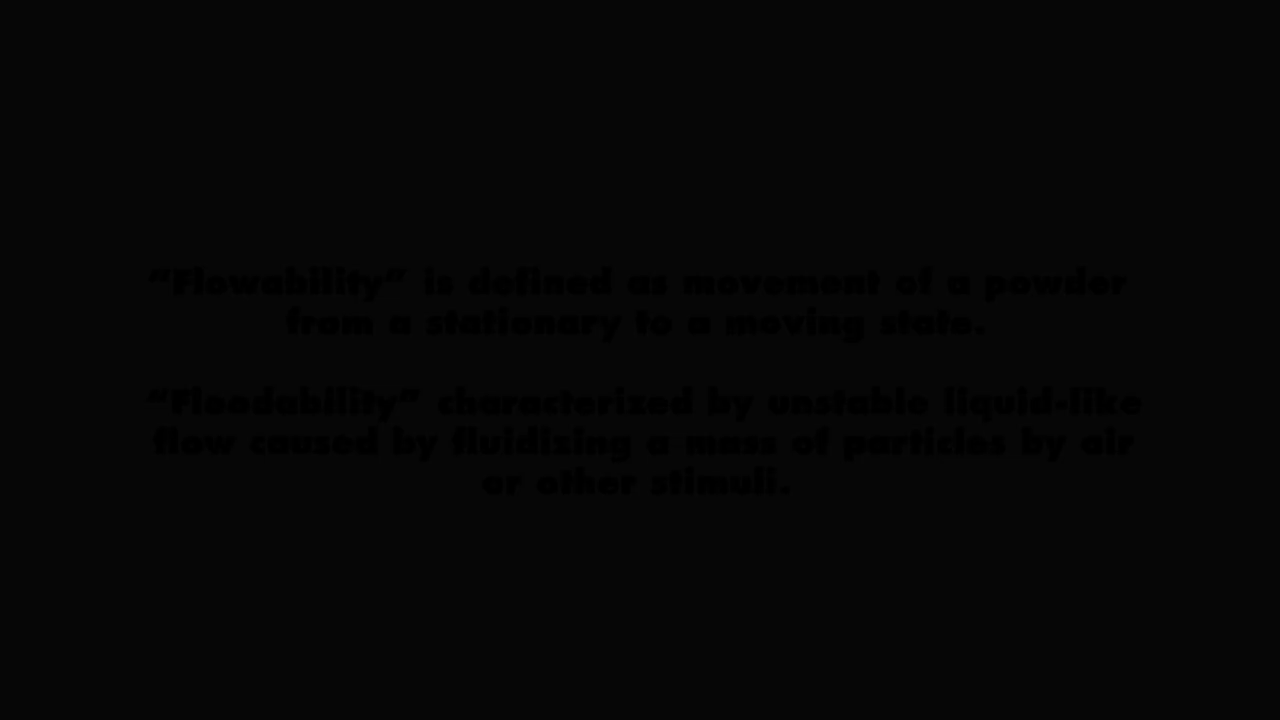 “Flowability” is defined as movement of a powder
from a stationary to a moving state.
“Floodability” characterized by unstable liquid-like
flow caused by fluidizing a mass of particles by air
or other stimuli.